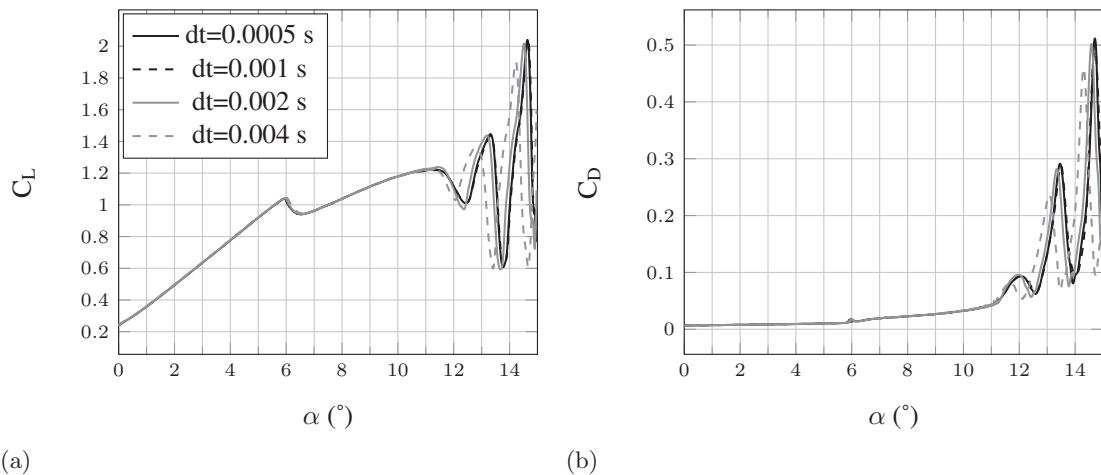 dt=0.0005 s
dt=0.001 s
dt=0.002 s
dt=0.004 s
2
1.8
1.6
1.4
1.2
1
0.8
0.6
0.4
0.2
C_L
0 2 4 6 8 10 12 14
α (°)
(a)
0.5
0.4
0.3
0.2
0.1
0
C_D
0 2 4 6 8 10 12 14
α (°)
(b)